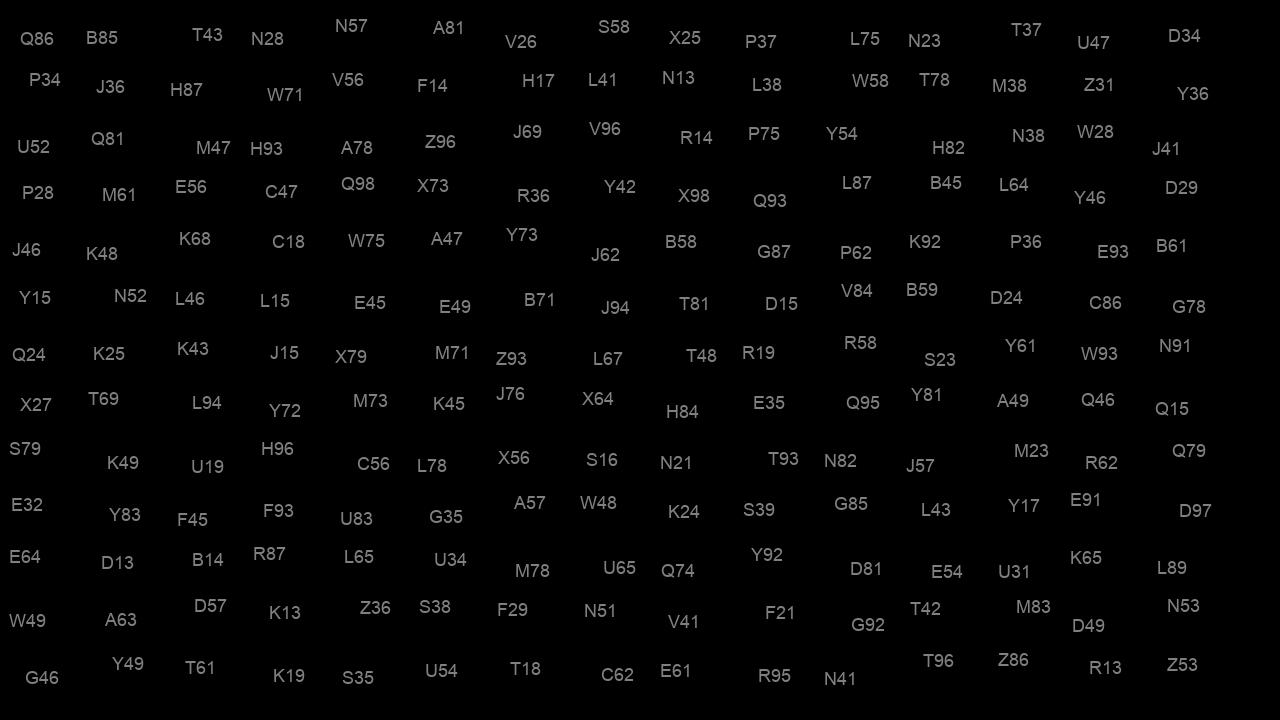 Q86 B85 T43 N28 N57 A81 V26 S58 X25 P37 L75 N23 T37 U47 D34
P34 J36 H87 W71 V56 F14 H17 L41 N13 L38 W58 T78 M38 Z31 Y36
U52 Q81 M47 H93 A78 Z96 J69 V96 R14 P75 Y54 H82 N38 W28 J41
P28 M61 E56 C47 Q98 X73 R36 Y42 X98 Q93 L87 B45 L64 Y46 D29
J46 K48 K68 C18 W75 A47 Y73 J62 B58 G87 P62 K92 P36 E93 B61
Y15 N52 L46 L15 E45 E49 B71 J94 T81 D15 V84 B59 D24 C86 G78
Q24 K25 K43 J15 X79 M71 Z93 L67 T48 R19 R58 S23 Y61 W93 N91
X27 T69 L94 Y72 M73 K45 J76 X64 H84 E35 Q95 Y81 A49 Q46 Q15
S79 K49 U19 H96 C56 L78 X56 S16 N21 T93 N82 J57 M23 R62 Q79
E32 Y83 F45 F93 U83 G35 A57 W48 K24 S39 G85 L43 Y17 E91 D97
E64 D13 B14 R87 L65 U34 M78 U65 Q74 Y92 D81 E54 U31 K65 L89
W49 A63 D57 K13 Z36 S38 F29 N51 V41 F21 G92 T42 M83 D49 N53
G46 Y49 T61 K19 S35 U54 T18 C62 E61 R95 N41 T96 Z86 R13 Z53